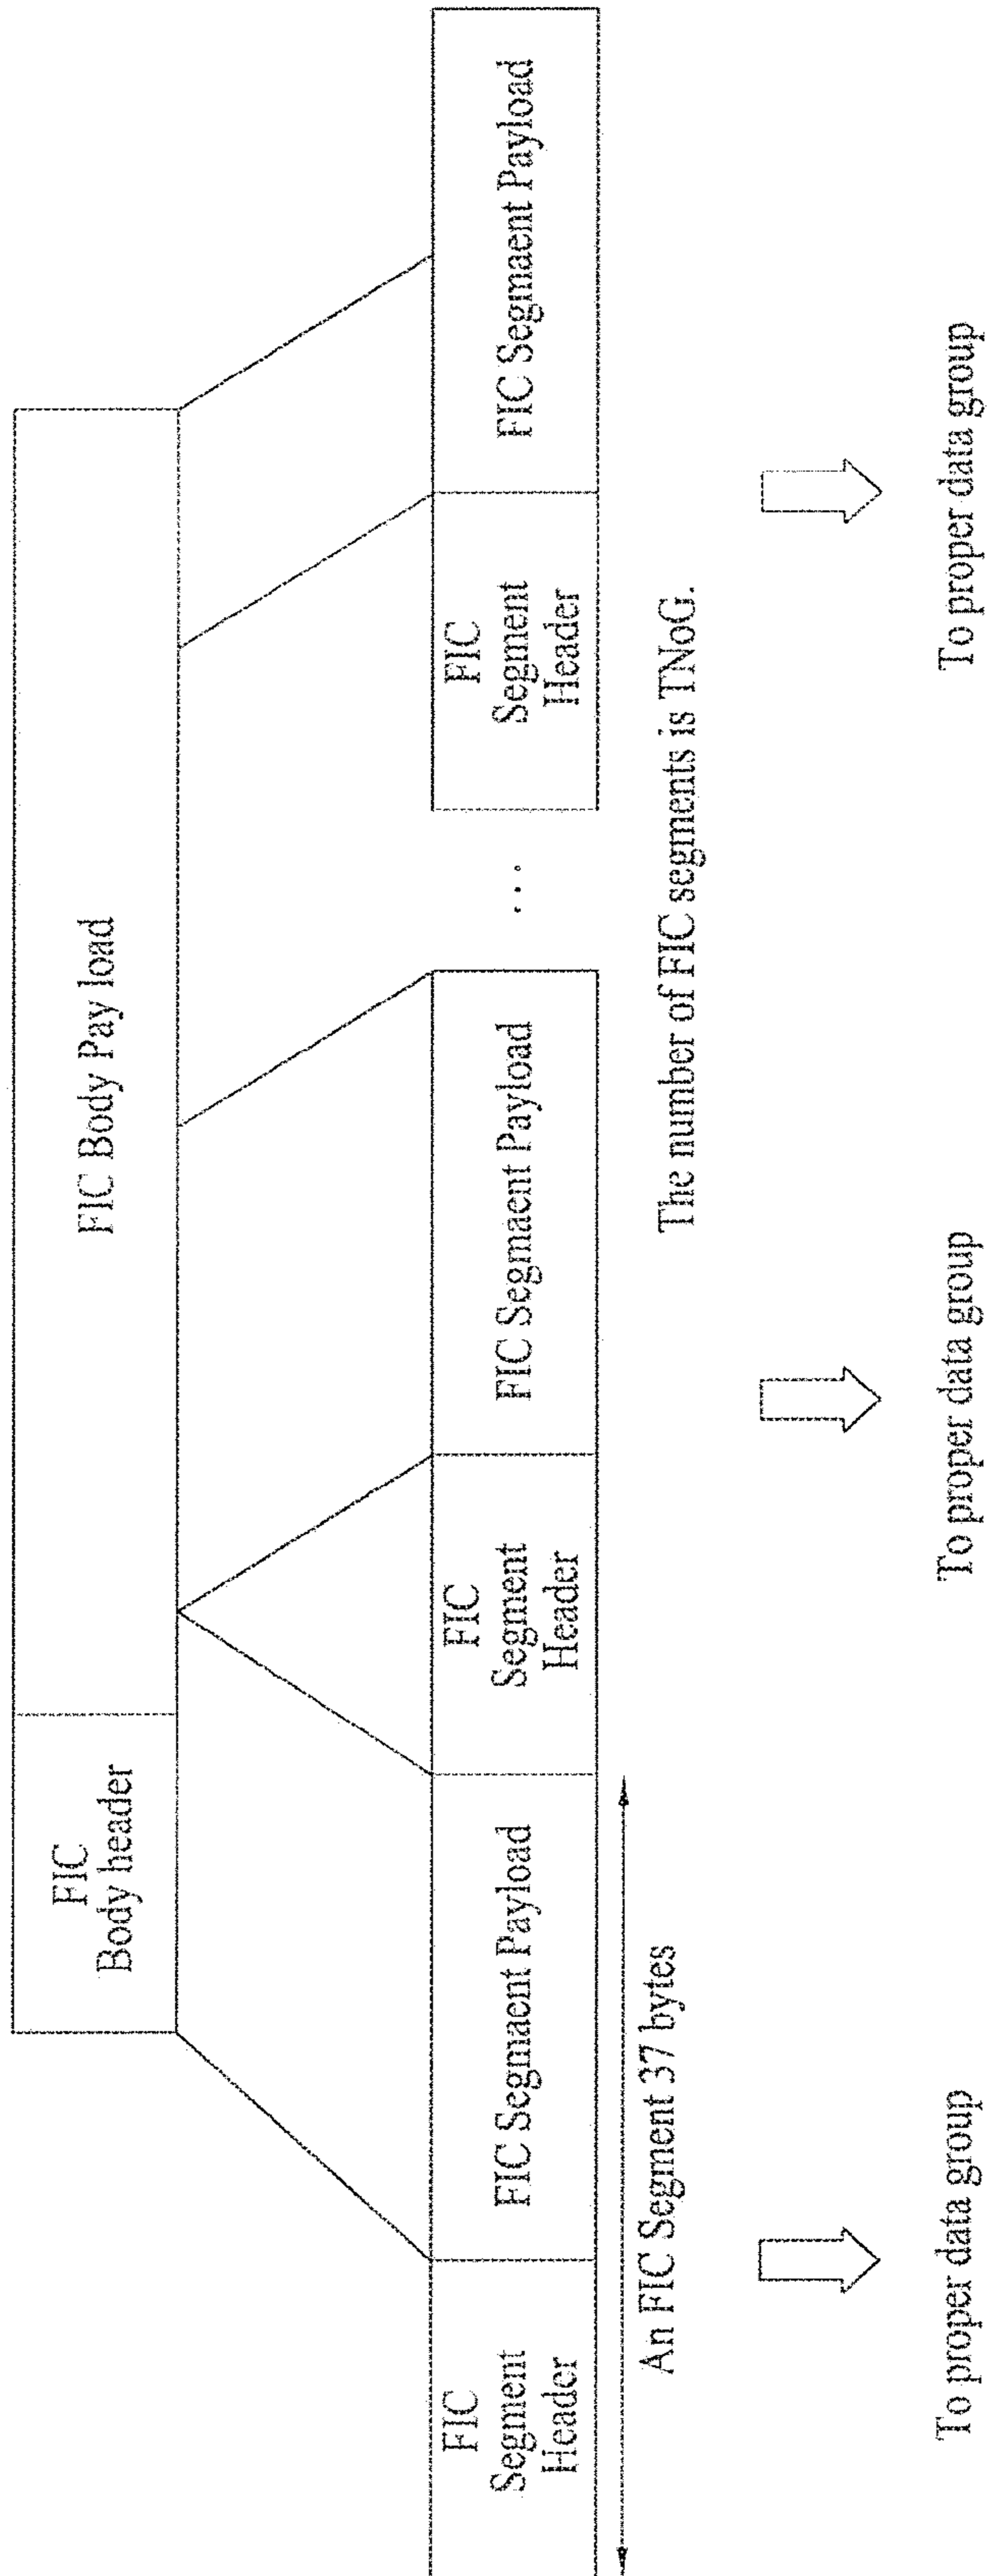 FIC
Body header
FIC Body Pay load
FIC
Segment
Header
FIC Segmaent Payload
FIC
Segment
Header
FIC Segmaent Payload
...
FIC
Segment
Header
FIC Segmaent Payload
An FIC Segment 37 bytes
The number of FIC segments is TNoG.
To proper data group
To proper data group
To proper data group